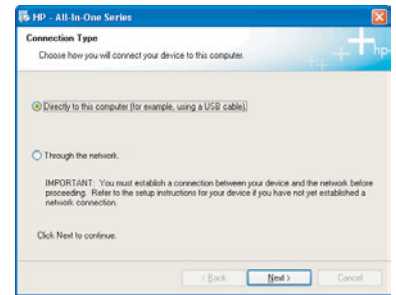 HP - All-In-One Series
Connection Type
Choose how you will connect your device to this computer.
hp
Directly to this computer (for example, using a USB cable).
Through the network.
IMPORTANT: You must establish a connection between your device and the network before
proceeding. Refer to the setup instructions for your device if you have not yet established a
network connection.
Click Next to continue.
< Back
Next >
Cancel